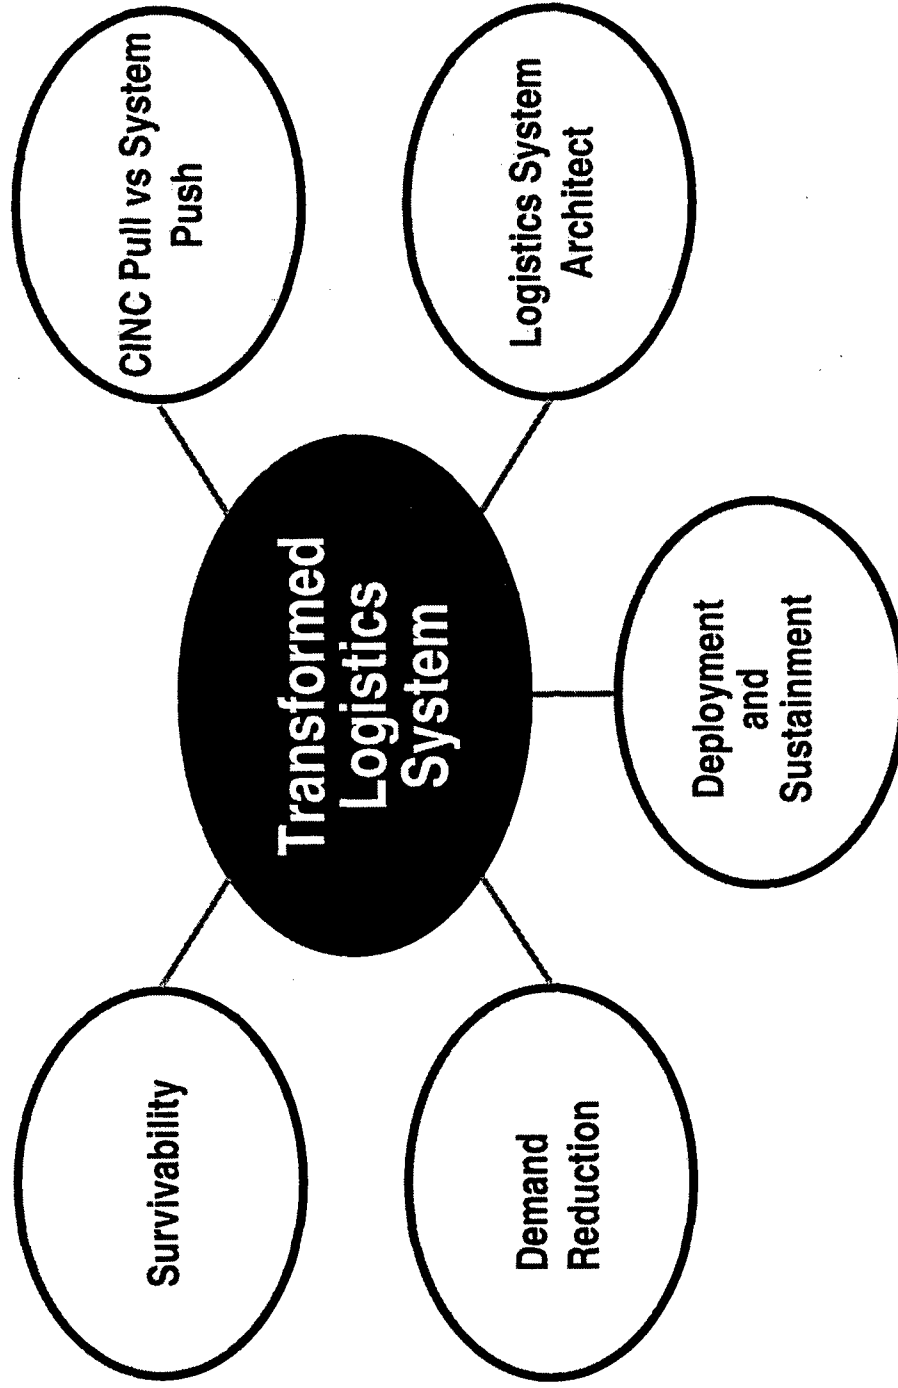 Survivability
CINC Pull vs System
Push
Transformed
Logistics
System
Demand
Reduction
Logistics System
Architect
Deployment
and
Sustainment